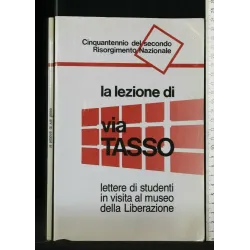 Cinquantennio del secondo
Risorgimento Nazionale
la lezione di
via
TASSO
lettere di studenti
in visita al museo
della Liberazione